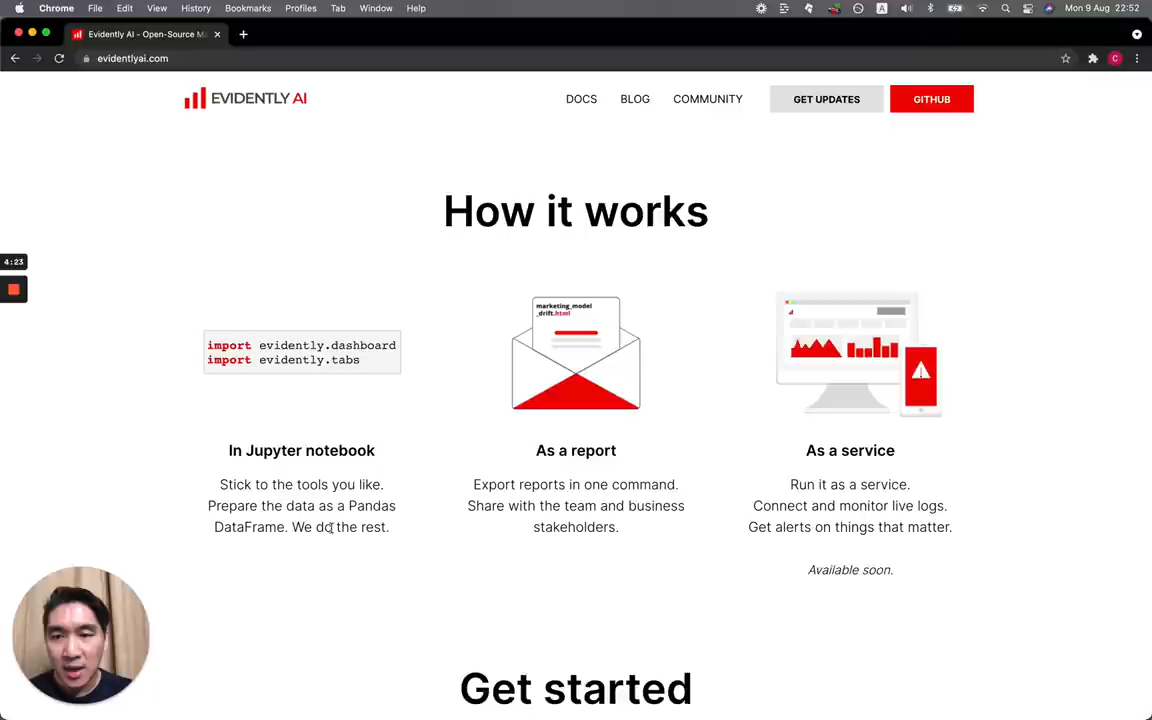 Chrome File Edit View History Bookmarks Profiles Tab Window Help
A
Mon 9 Aug 22:52
Evidently AI - Open-Source M
evidentlyai.com
C
EVIDENTLY AI
DOCS BLOG COMMUNITY GET UPDATES GITHUB
How it works
4:23
import evidently.dashboard
import evidently.tabs
marketing_model
_drift.html
In Jupyter notebook
Stick to the tools you like.
Prepare the data as a Pandas
DataFrame. We do the rest.
As a report
Export reports in one command.
Share with the team and business
stakeholders.
As a service
Run it as a service.
Connect and monitor live logs.
Get alerts on things that matter.
Available soon.
Get started